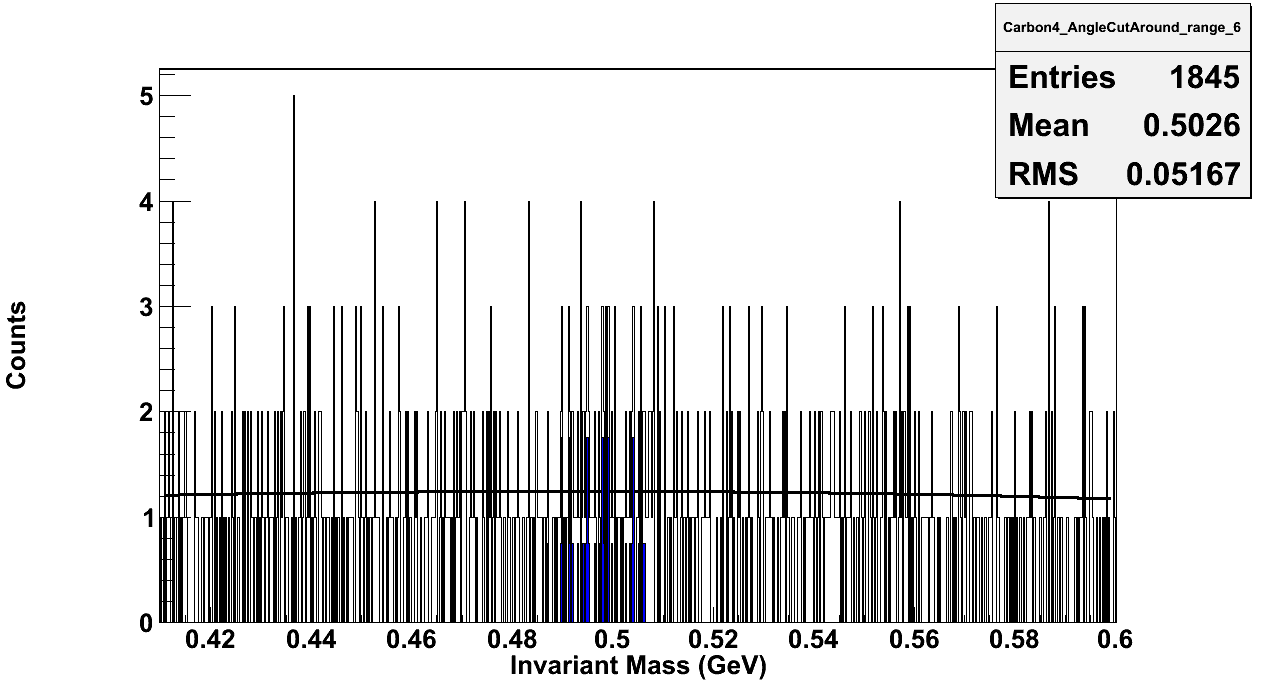 Carbon4_AngleCutAround_range_6
Entries 1845
Mean 0.5026
RMS 0.05167
Counts
5
4
3
2
1
0
0.42 0.44 0.46 0.48 0.5 0.52 0.54 0.56 0.58 0.6
Invariant Mass (GeV)